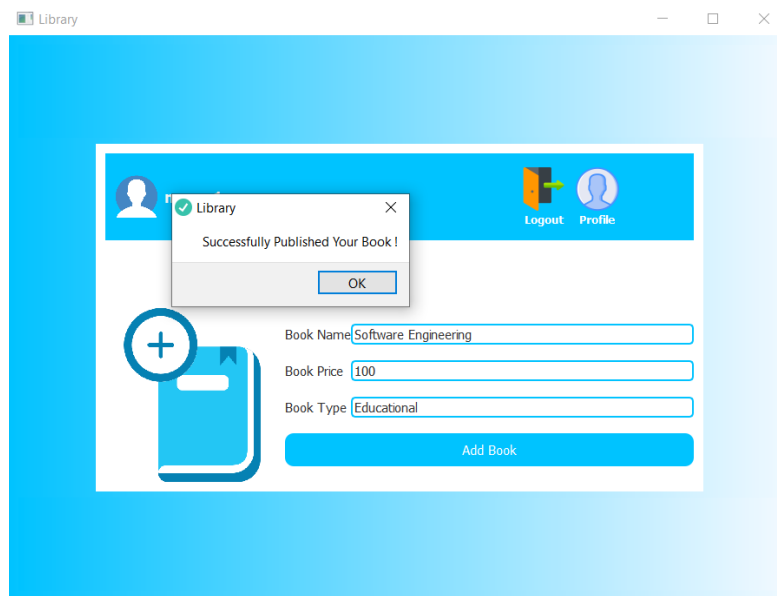 Library
Logout Profile
Library
Successfully Published Your Book !
OK
Book Name Software Engineering
Book Price 100
Book Type Educational
Add Book